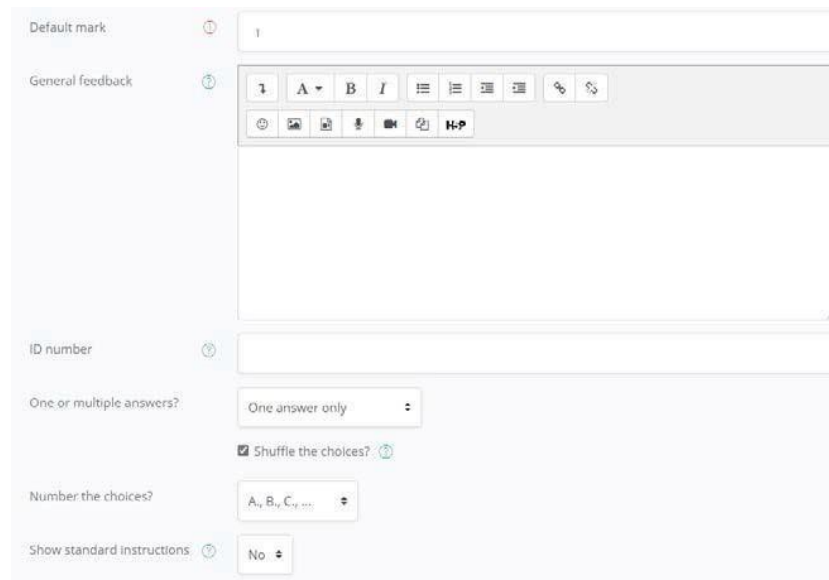 Default mark
1
General feedback
A B I
H-P
ID number
One or multiple answers?
One answer only
Shuffle the choices?
Number the choices?
A., B., C., ...
Show standard instructions
No